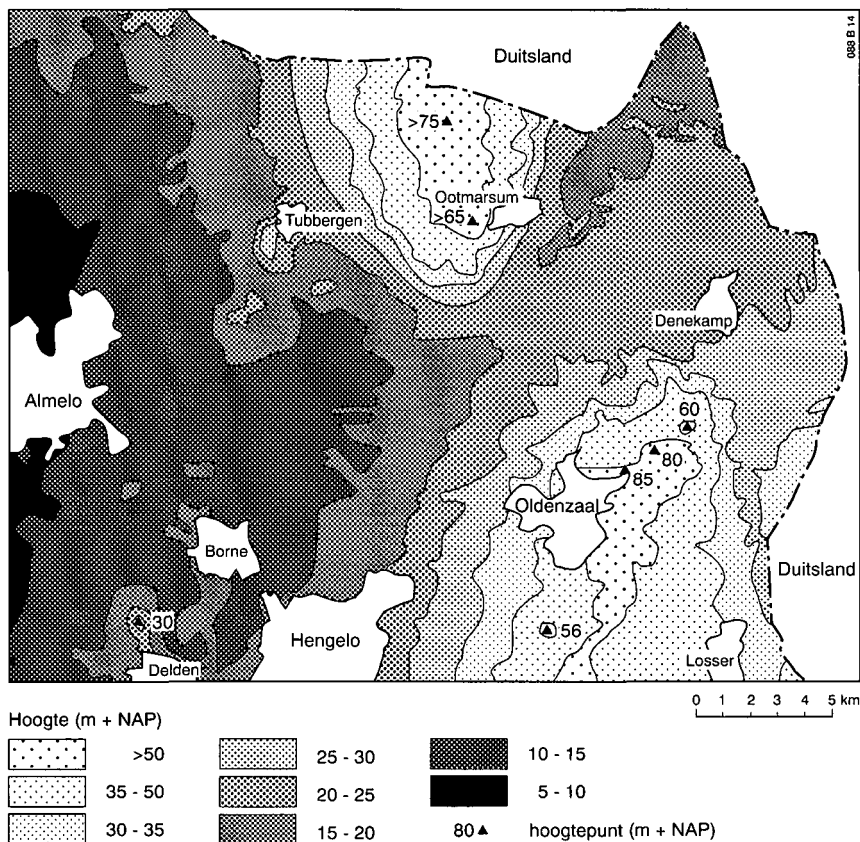 Duitsland
088 B 14
>75
Ootmarsum
>65
Tubbergen
Denekamp
Almelo
60
80
85
Oldenzaal
Borne
Duitsland
30
Hengelo
56
Delden
Losser
0 1 2 3 4 5 km
Hoogte (m + NAP)
>50
25 - 30
10 - 15
35 - 50
20 - 25
5 - 10
30 - 35
15 - 20
80 ▲ hoogtepunt (m + NAP)